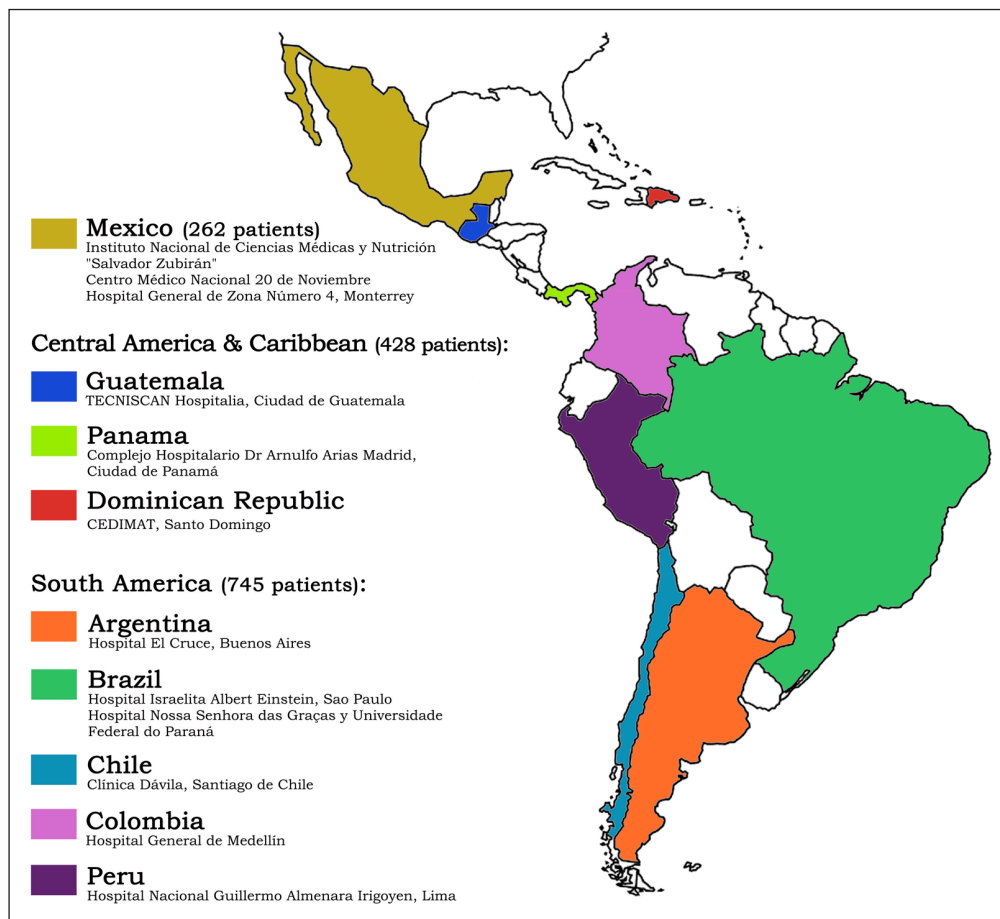 Mexico (262 patients)
Instituto Nacional de Ciencias Médicas y Nutrición
"Salvador Zubirán"
Centro Médico Nacional 20 de Noviembre
Hospital General de Zona Número 4, Monterrey
Central America & Caribbean (428 patients):
Guatemala
TECNISCAN Hospitalia, Ciudad de Guatemala
Panama
Complejo Hospitalario Dr Arnulfo Arias Madrid,
Ciudad de Panamá
Dominican Republic
CEDIMAT, Santo Domingo
South America (745 patients):
Argentina
Hospital El Cruce, Buenos Aires
Brazil
Hospital Israelita Albert Einstein, Sao Paulo
Hospital Nossa Senhora das Graças y Universidade
Federal do Paraná
Chile
Clínica Dávila, Santiago de Chile
Colombia
Hospital General de Medellín
Peru
Hospital Nacional Guillermo Almenara Irigoyen, Lima